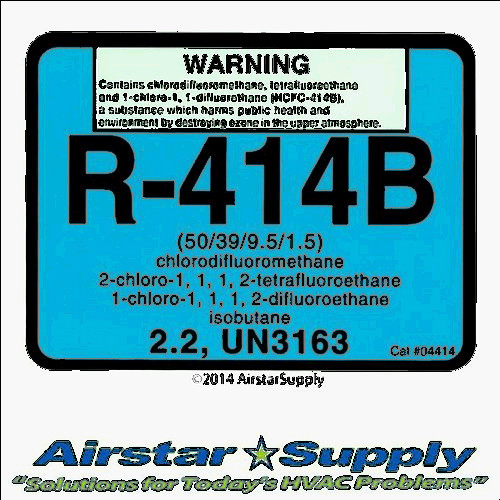 WARNING
Contains chlorodifluoromethane, tetrafluoroethane
and 1-chloro-1, 1-difluorothane (HCFC-414B),
a substance which harms public health and
environment by destroying ozone in the upper atmosphere.
R-414B
(50/39/9.5/1.5)
chlorodifluoromethane
2-chloro-1, 1, 1, 2-tetrafluoroethane
1-chloro-1, 1, 1, 2-difluoroethane
isobutane
2.2, UN3163
Cat #04414
©2014 AirstarSupply
Airstar Supply
"Solutions for Today's HVAC Problems"